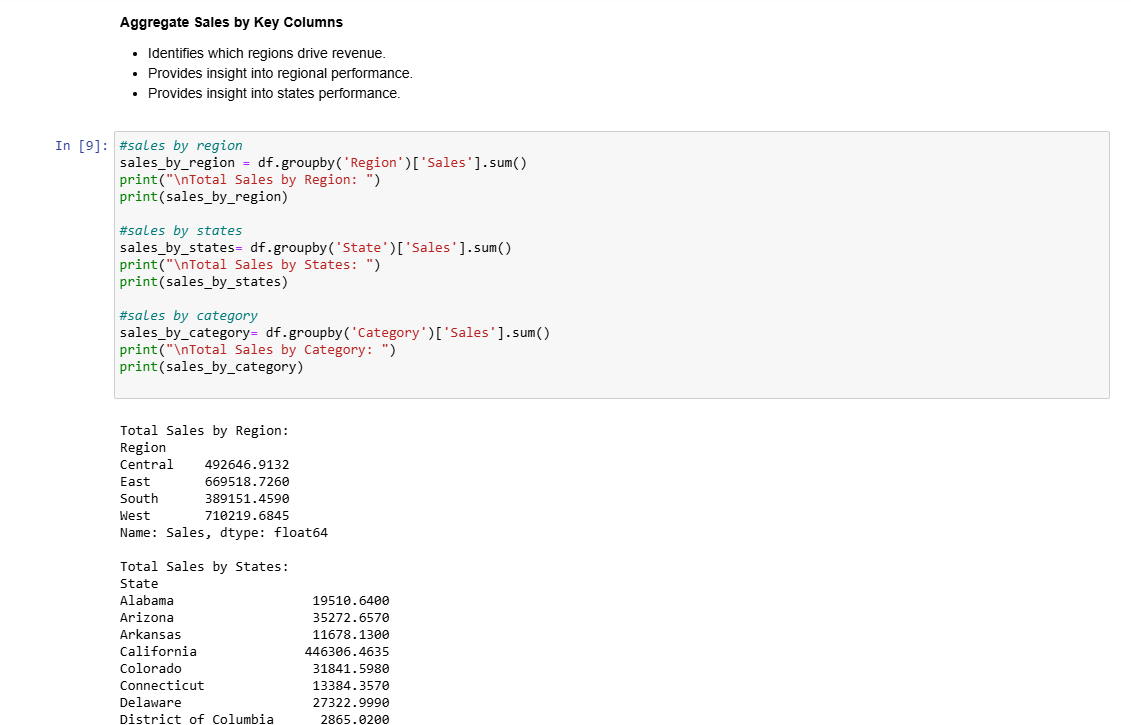 Aggregate Sales by Key Columns
• Identifies which regions drive revenue.
• Provides insight into regional performance.
• Provides insight into states performance.
In [9]: #sales by region
sales_by_region = df.groupby('Region')['Sales'].sum()
print("\nTotal Sales by Region: ")
print(sales_by_region)
#sales by states
sales_by_states= df.groupby('State')['Sales'].sum()
print("\nTotal Sales by States: ")
print(sales_by_states)
#sales by category
sales_by_category= df.groupby('Category')['Sales'].sum()
print("\nTotal Sales by Category: ")
print(sales_by_category)
Total Sales by Region:
Region
Central    492646.9132
East       669518.7260
South      389151.4590
West       710219.6845
Name: Sales, dtype: float64
Total Sales by States:
State
Alabama                  19510.6400
Arizona                  35272.6570
Arkansas                 11678.1300
California              446306.4635
Colorado                 31841.5980
Connecticut              13384.3570
Delaware                 27322.9990
District of Columbia      2865.0200